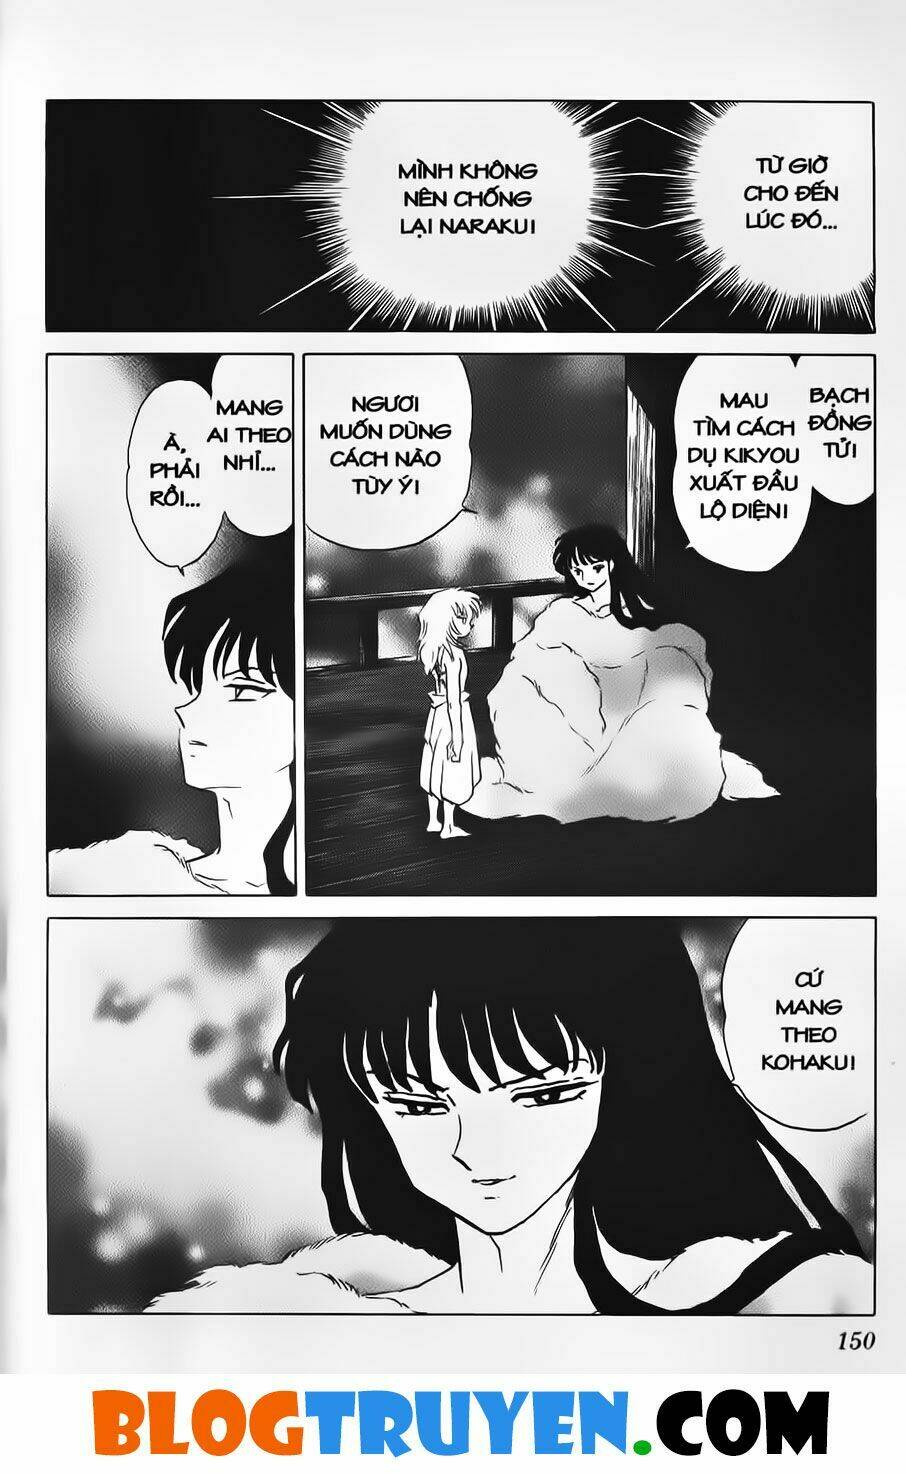 TỪ GIỜ
CHO ĐẾN
LÚC ĐÓ...
MÌNH KHÔNG
NÊN CHỐNG
LẠI NARAKU!
BẠCH
ĐỒNG
TỬ!
MAU
TÌM CÁCH
DỤ KIKYOU
XUẤT ĐẦU
LỘ DIỆN!
NGƯƠI
MUỐN DÙNG
CÁCH NÀO
TÙY Ý!
MANG
AI THEO
NHỈ...
À,
PHẢI
RỒI...
CỨ
MANG
THEO
KOHAKU!
150
BLOGTRUYEN.COM